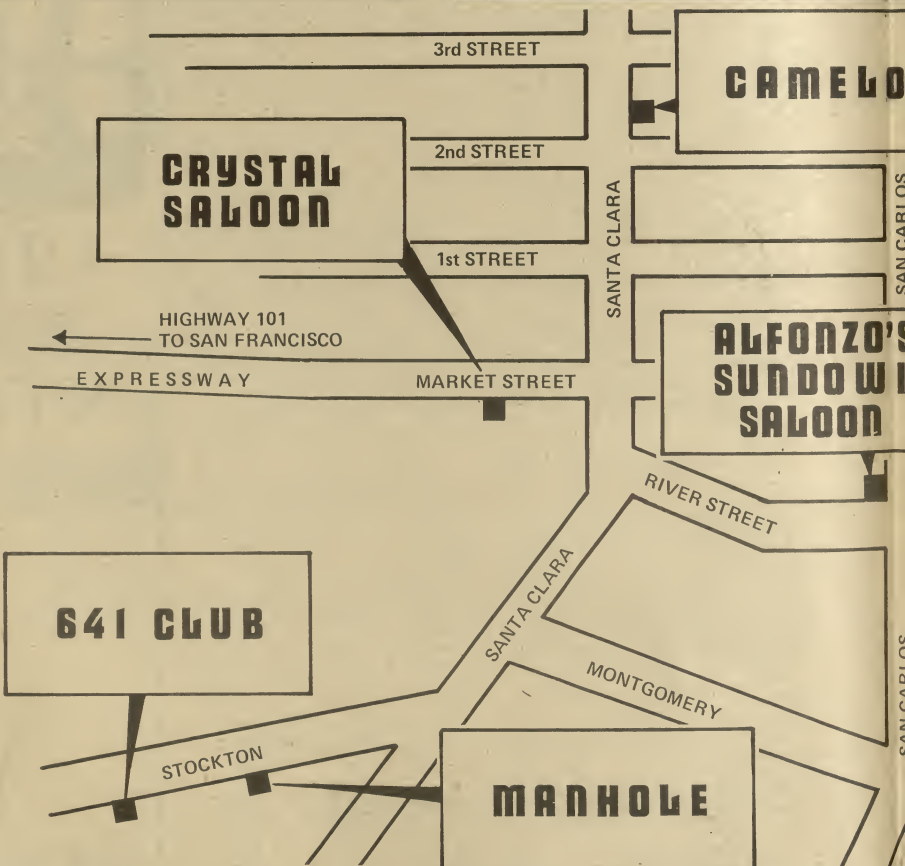 3rd STREET
CAMELO
CRYSTAL
SALOON
2nd STREET
SANTA CLARA
SAN CARLOS
1st STREET
HIGHWAY 101
TO SAN FRANCISCO
EXPRESSWAY
MARKET STREET
ALFONZO'S
SUNDOW
SALOON
RIVER STREET
641 CLUB
SANTA CLARA
MONTGOMERY
SAN CARLOS
STOCKTON
MANHOLE